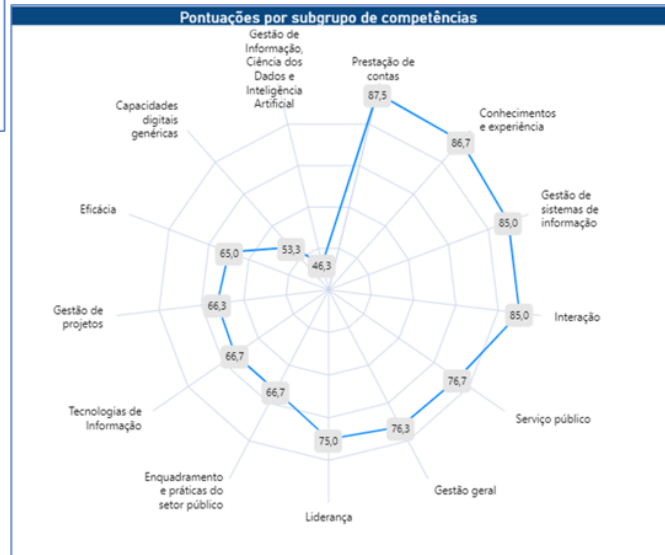 Pontuações por subgrupo de competências
Gestão de
Informação,
Ciência dos
Dados e
Inteligência
Artificial
Prestação de
contas
Conhecimentos
e experiência
Gestão de
sistemas de
informação
Interação
Serviço público
Gestão geral
Liderança
Enquadramento
e práticas do
setor público
Tecnologias de
Informação
Gestão de
projetos
Eficácia
Capacidades
digitais
genéricas
87,5
86,7
85,0
85,0
76,7
76,3
75,0
66,7
66,7
66,3
65,0
53,3
46,3